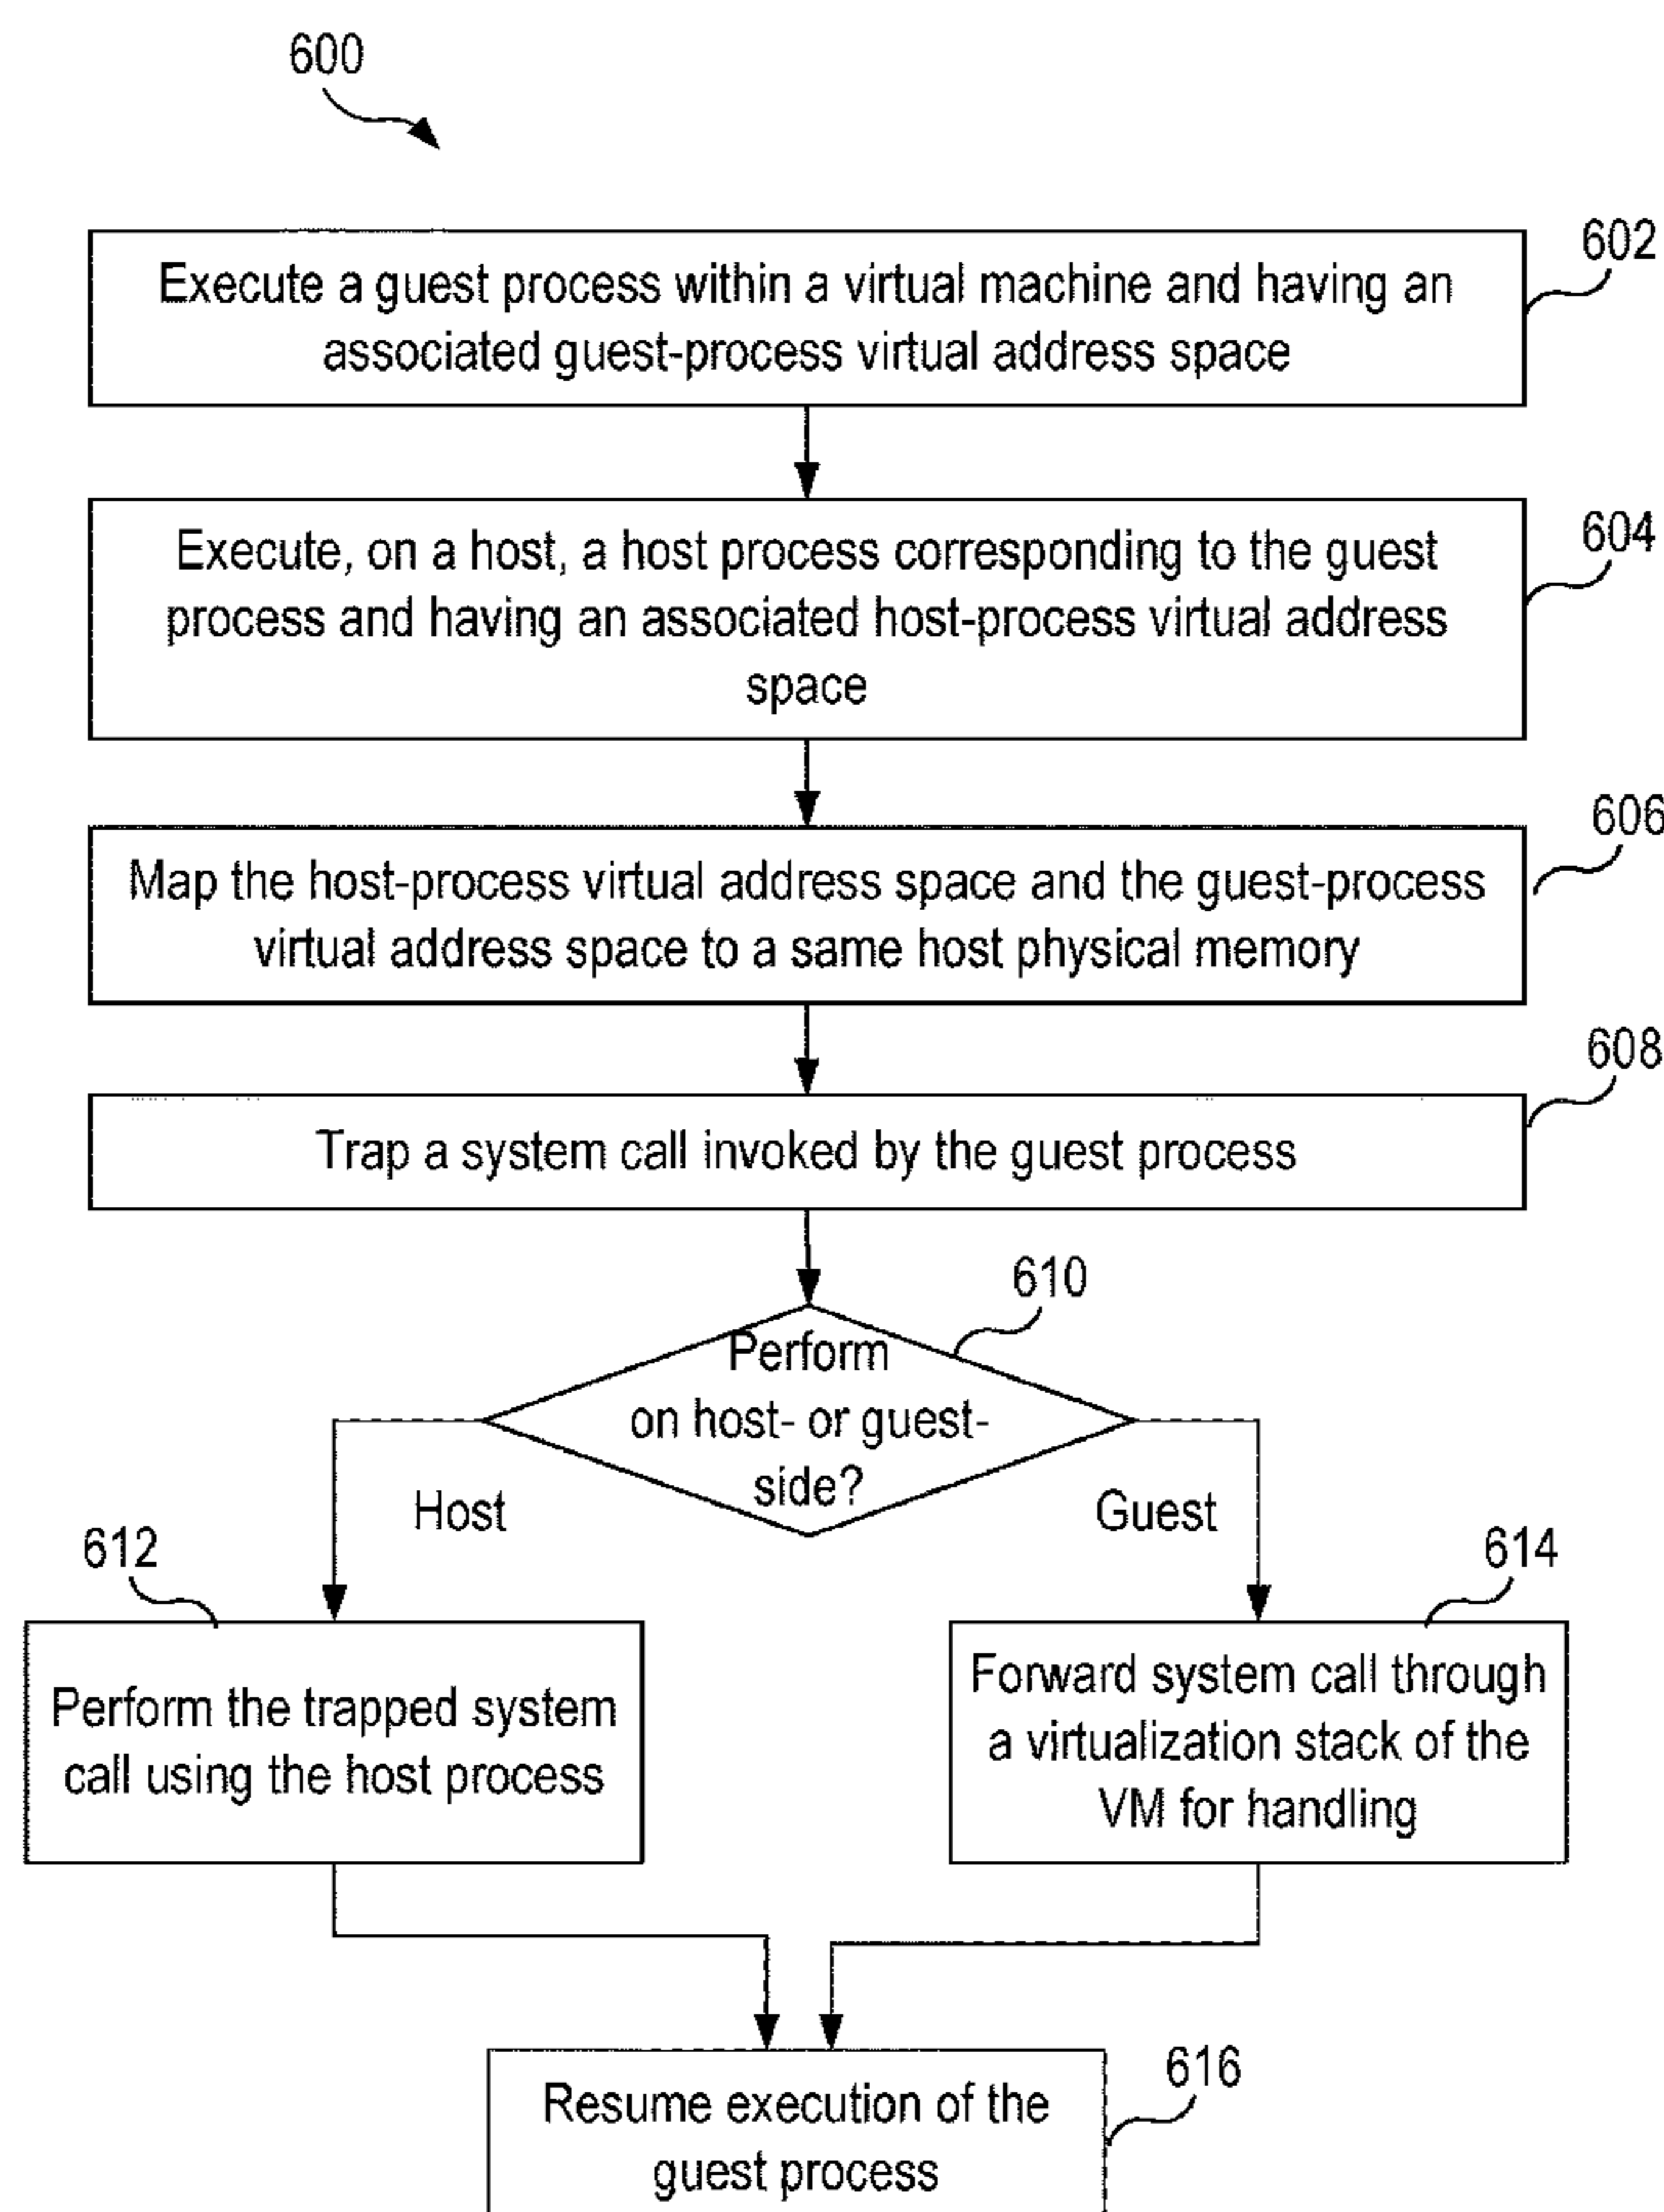 600
602
Execute a guest process within a virtual machine and having an
associated guest-process virtual address space
604
Execute, on a host, a host process corresponding to the guest
process and having an associated host-process virtual address
space
606
Map the host-process virtual address space and the guest-process
virtual address space to a same host physical memory
608
Trap a system call invoked by the guest process
610
Perform
on host- or guest-
side?
Host
Guest
612
614
Perform the trapped system
call using the host process
Forward system call through
a virtualization stack of the
VM for handling
616
Resume execution of the
guest process